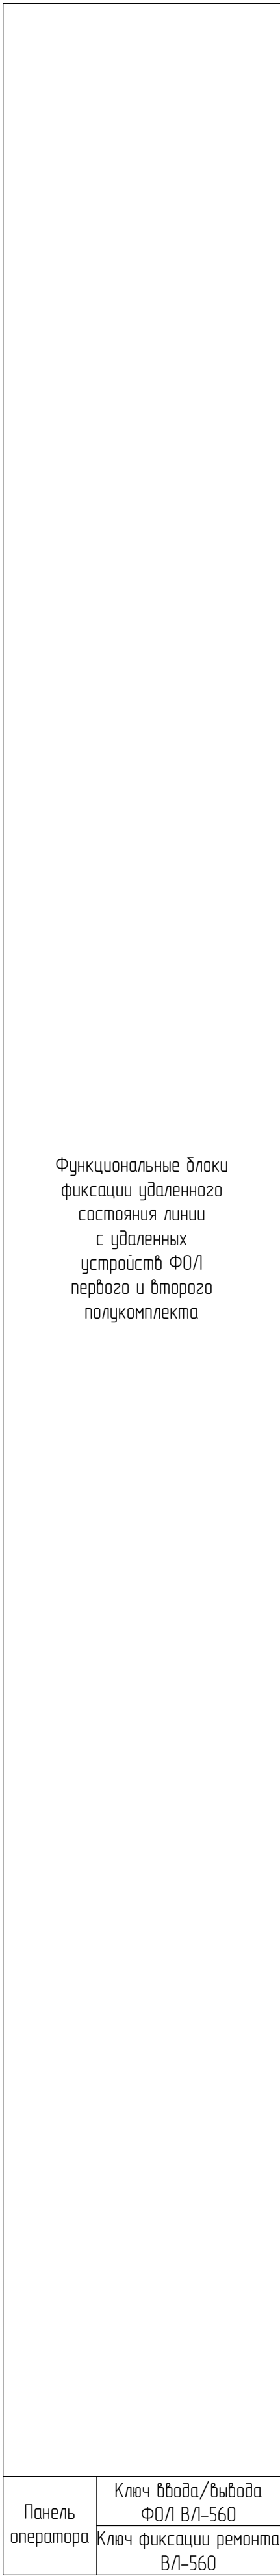 Функциональные блоки
фиксации удаленного
состояния линии
с удаленных
устройств ФОЛ
первого и второго
полукомплекта
Панель
оператора
Ключ ввода/вывода
ФОЛ ВЛ-560
Ключ фиксации ремонта
ВЛ-560